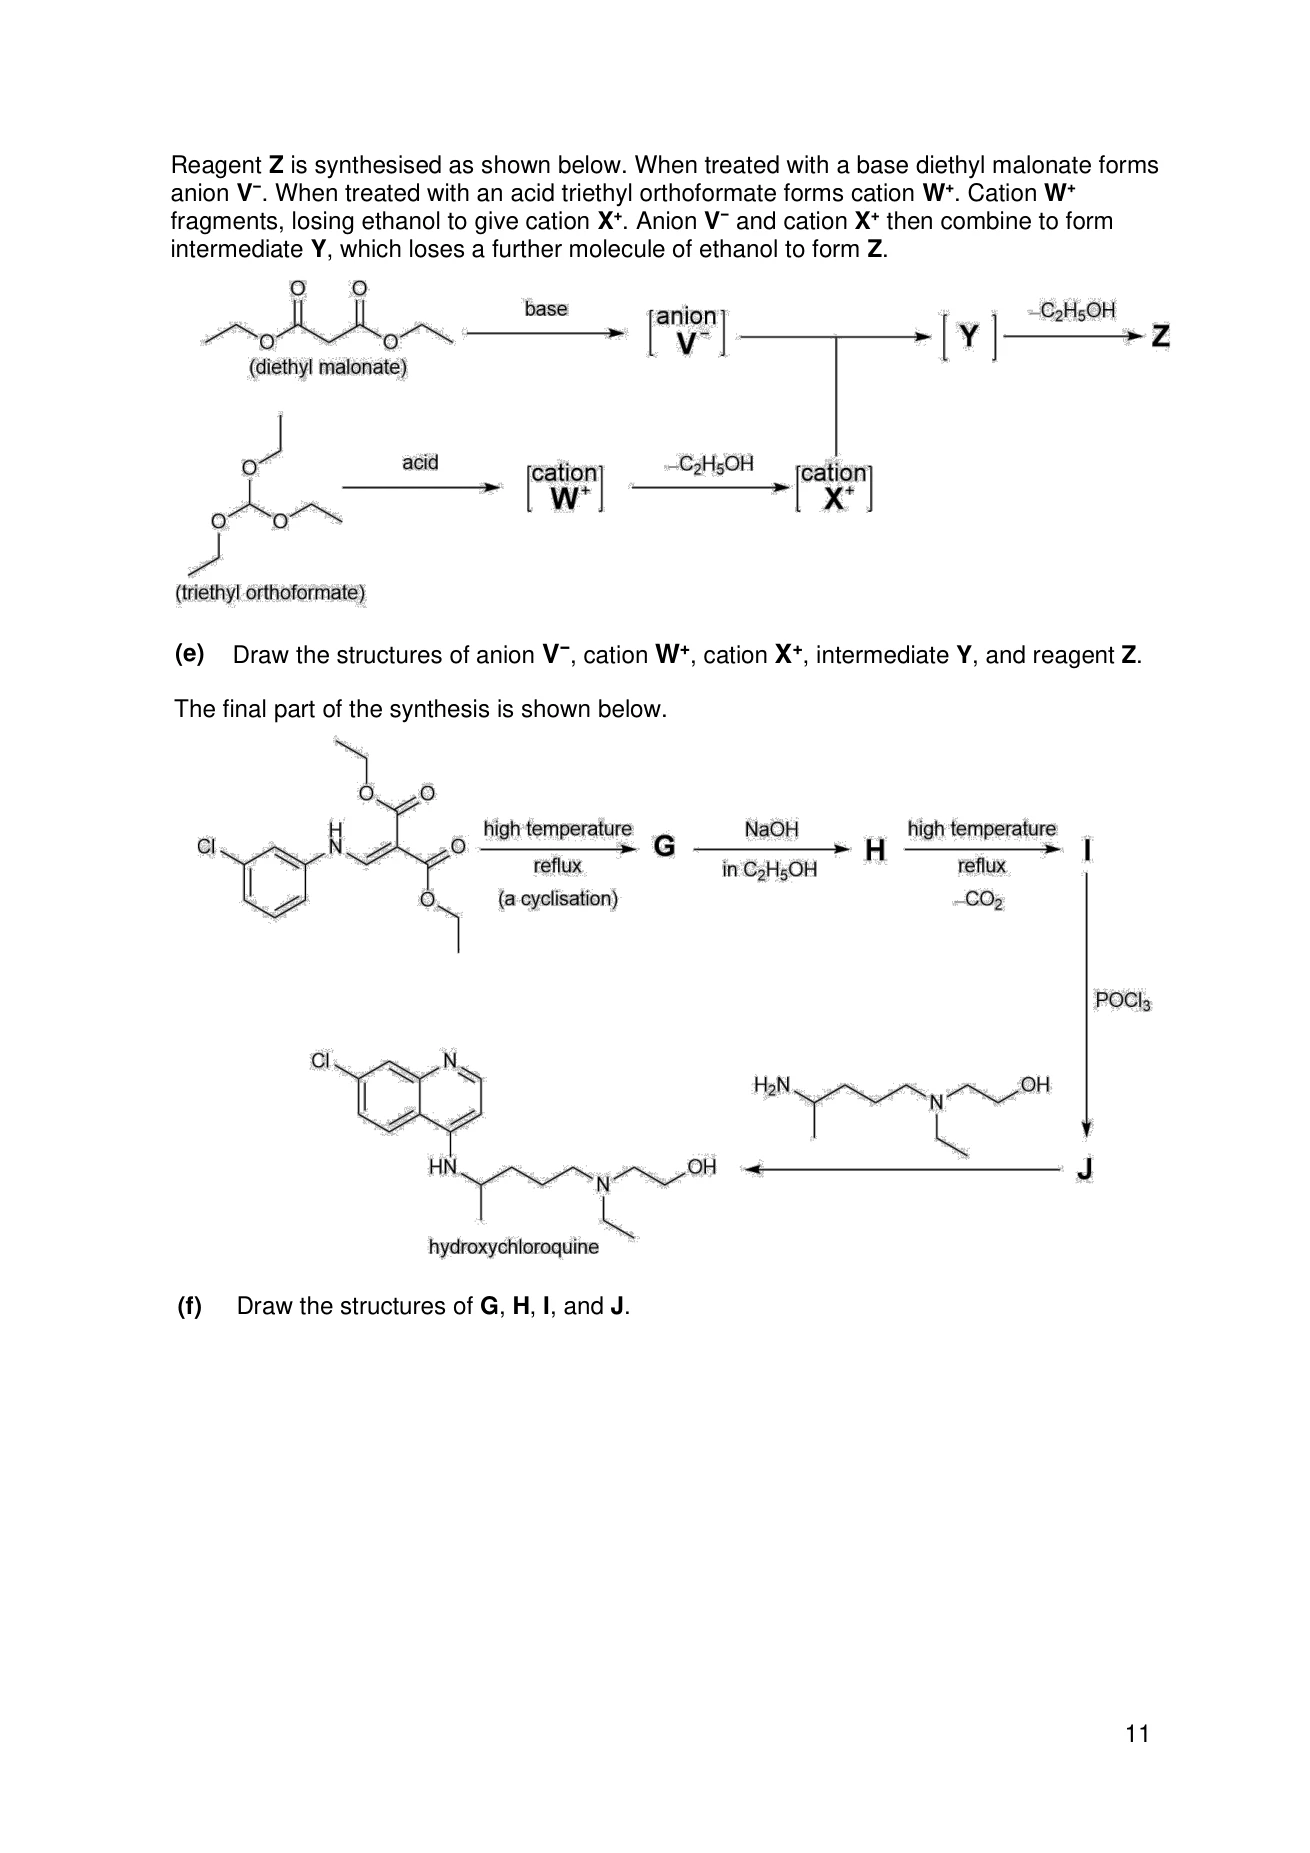 Reagent Z is synthesised as shown below. When treated with a base diethyl malonate forms
anion V⁻. When treated with an acid triethyl orthoformate forms cation W⁺. Cation W⁺
fragments, losing ethanol to give cation X⁺. Anion V⁻ and cation X⁺ then combine to form
intermediate Y, which loses a further molecule of ethanol to form Z.
O O
O O
(diethyl malonate)
base
[anion V⁻]
[Y]
–C₂H₅OH
Z
O
O O
(triethyl orthoformate)
acid
[cation W⁺]
–C₂H₅OH
[cation X⁺]
(e) Draw the structures of anion V⁻, cation W⁺, cation X⁺, intermediate Y, and reagent Z.
The final part of the synthesis is shown below.
O O
Cl H N O
O
high temperature
reflux
(a cyclisation)
G
NaOH
in C₂H₅OH
H
high temperature
reflux
–CO₂
I
POCl₃
H₂N N OH
J
Cl N
HN N OH
hydroxychloroquine
(f) Draw the structures of G, H, I, and J.
11